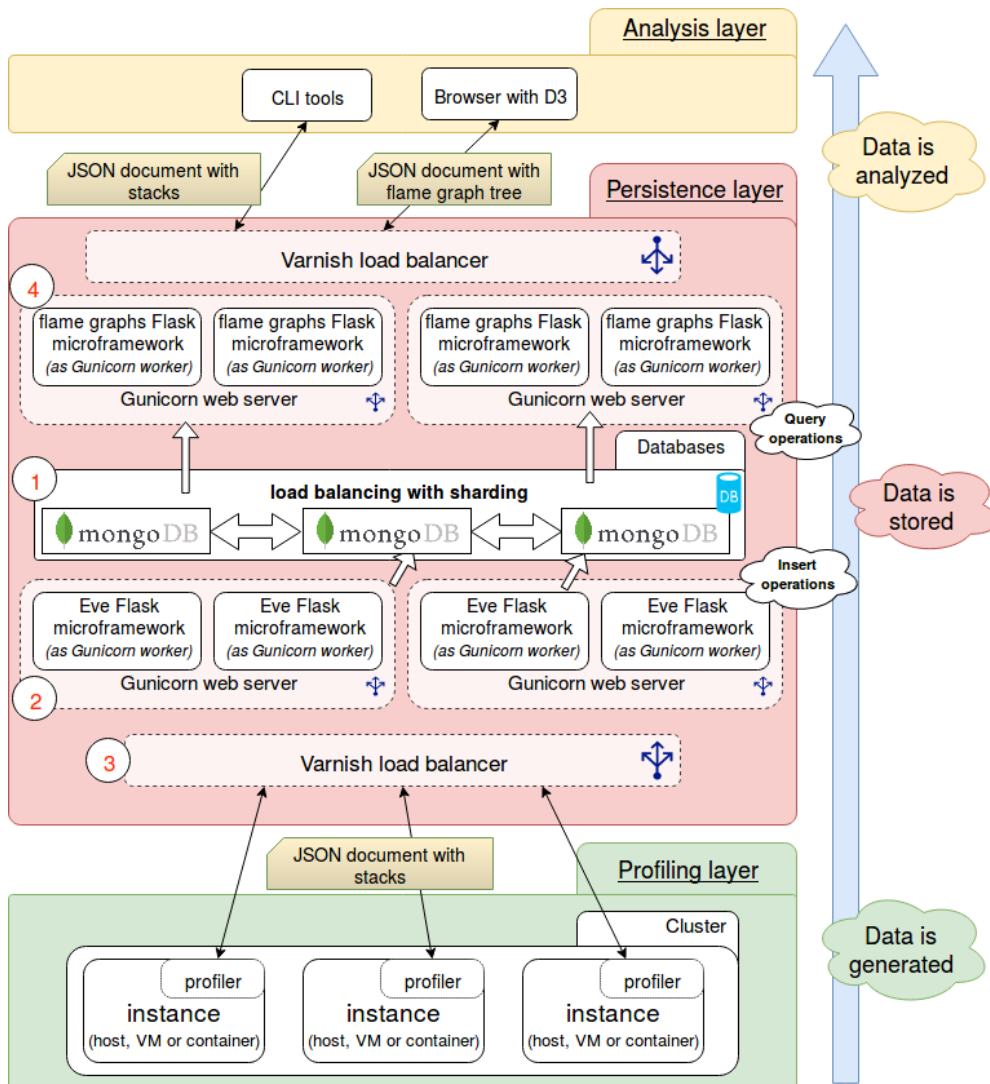 Analysis layer
CLI tools
Browser with D3
Data is
analyzed
JSON document with
stacks
JSON document with
flame graph tree
Persistence layer
Varnish load balancer
4
flame graphs Flask
microframework
(as Gunicorn worker)
flame graphs Flask
microframework
(as Gunicorn worker)
Gunicorn web server
flame graphs Flask
microframework
(as Gunicorn worker)
flame graphs Flask
microframework
(as Gunicorn worker)
Gunicorn web server
Query
operations
Databases
1
load balancing with sharding
DB
mongoDB
mongoDB
mongoDB
Data is
stored
Insert
operations
Eve Flask
microframework
(as Gunicorn worker)
Eve Flask
microframework
(as Gunicorn worker)
Gunicorn web server
Eve Flask
microframework
(as Gunicorn worker)
Eve Flask
microframework
(as Gunicorn worker)
Gunicorn web server
2
3
Varnish load balancer
JSON document with
stacks
Profiling layer
Cluster
Data is
generated
profiler
instance
(host, VM or container)
profiler
instance
(host, VM or container)
profiler
instance
(host, VM or container)